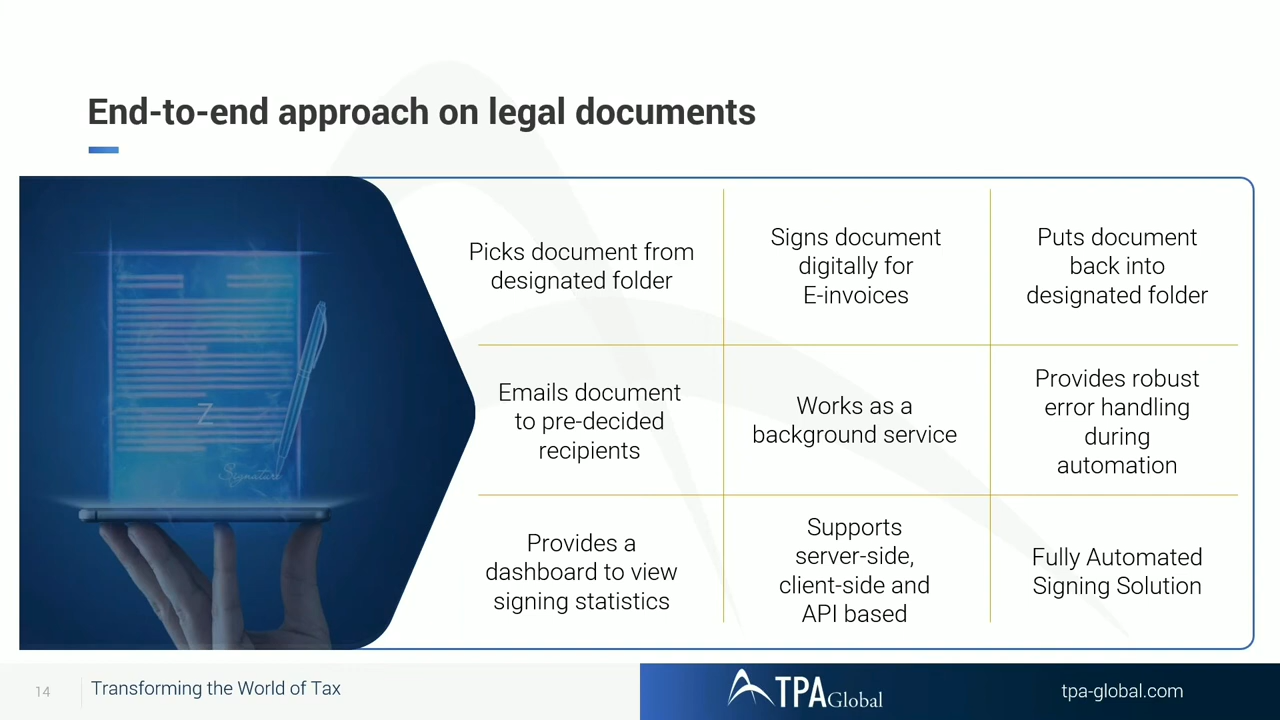 End-to-end approach on legal documents
Picks document from
designated folder
Signs document
digitally for
E-invoices
Puts document
back into
designated folder
Emails document
to pre-decided
recipients
Works as a
background service
Provides robust
error handling
during
automation
Provides a
dashboard to view
signing statistics
Supports
server-side,
client-side and
API based
Fully Automated
Signing Solution
Z
Signature
14
Transforming the World of Tax
TPA Global
tpa-global.com